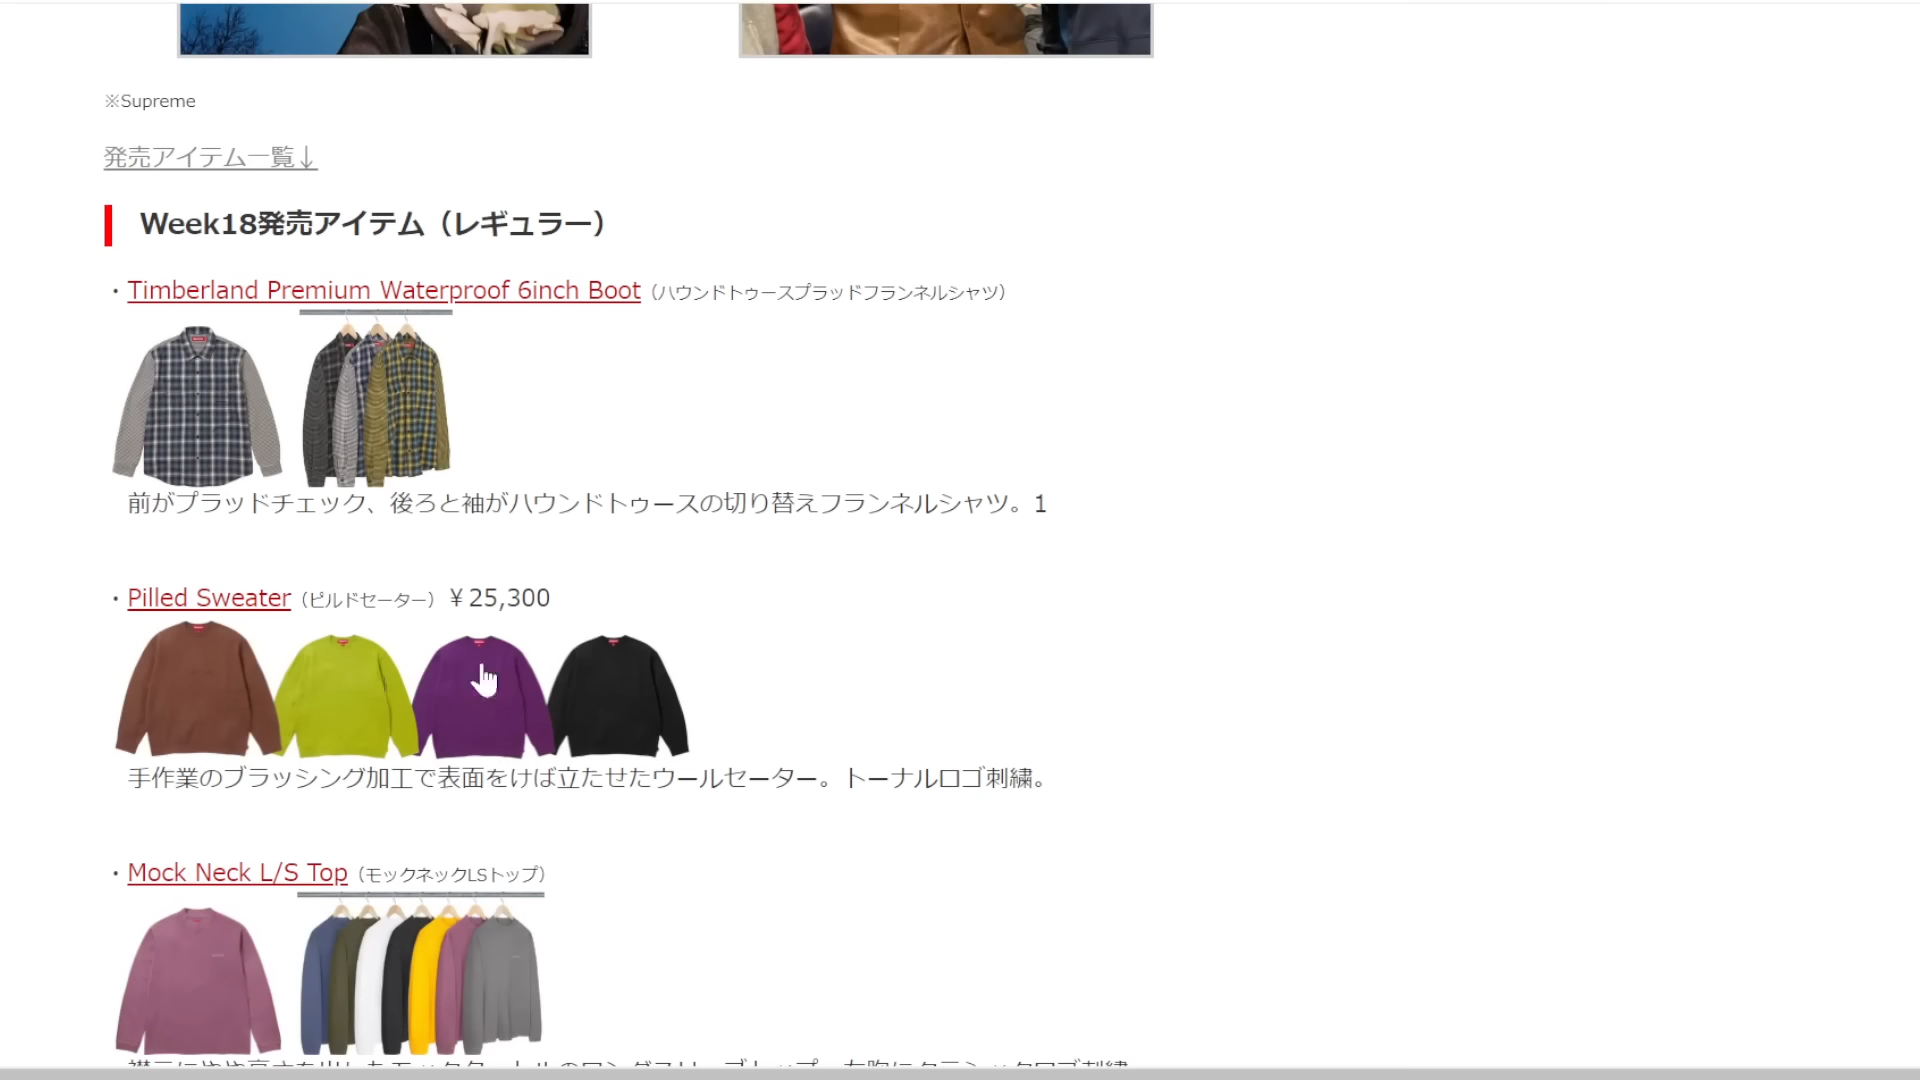 ※Supreme
発売アイテム一覧↓
Week18発売アイテム（レギュラー）
・Timberland Premium Waterproof 6inch Boot（ハウンドトゥースプラッドフランネルシャツ）
前がプラッドチェック、後ろと袖がハウンドトゥースの切り替えフランネルシャツ。1
・Pilled Sweater（ピルドセーター）￥25,300
手作業のブラッシング加工で表面をけば立たせたウールセーター。トーナルロゴ刺繍。
・Mock Neck L/S Top（モックネックLSトップ）